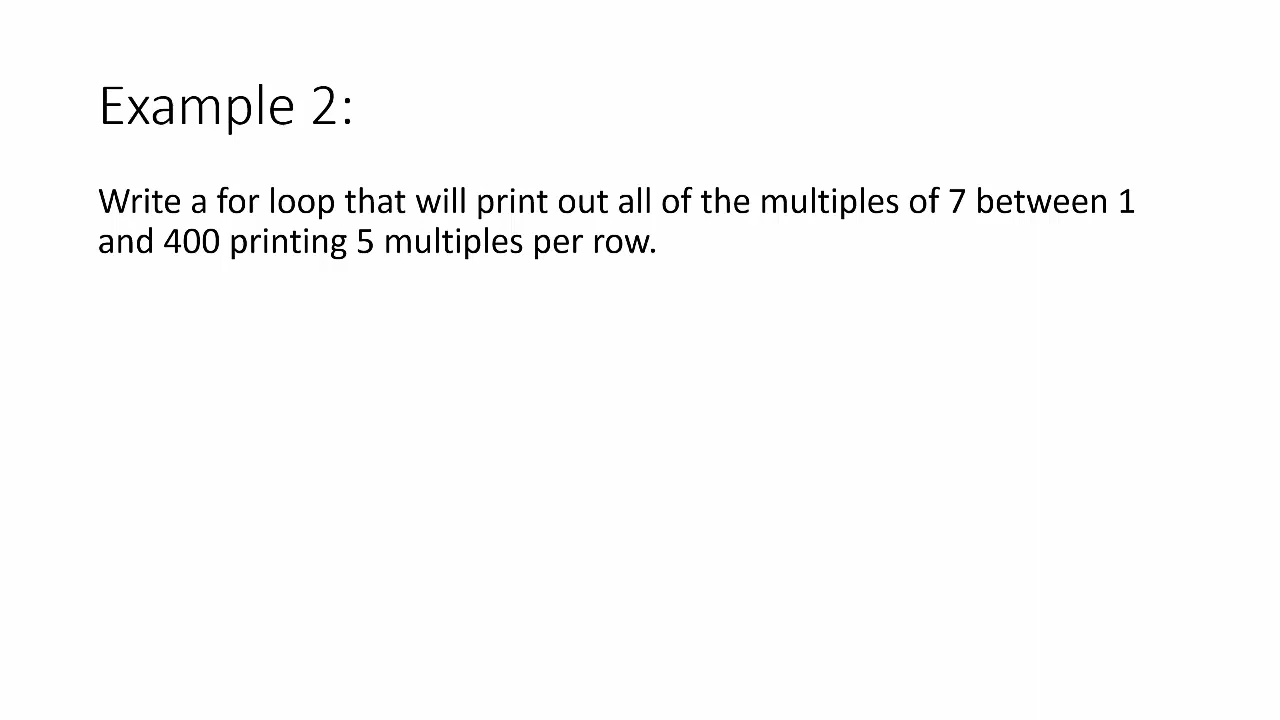 Example 2:
Write a for loop that will print out all of the multiples of 7 between 1
and 400 printing 5 multiples per row.